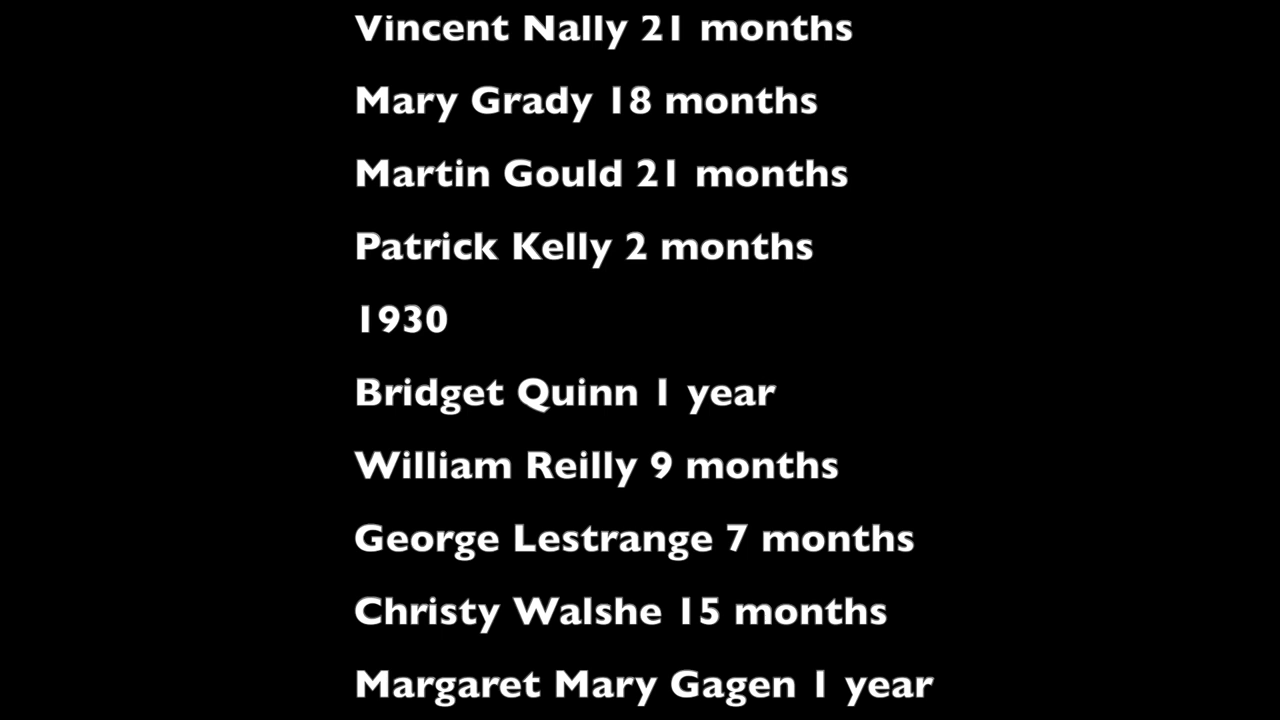 Vincent Nally 21 months
Mary Grady 18 months
Martin Gould 21 months
Patrick Kelly 2 months
1930
Bridget Quinn 1 year
William Reilly 9 months
George Lestrange 7 months
Christy Walshe 15 months
Margaret Mary Gagen 1 year